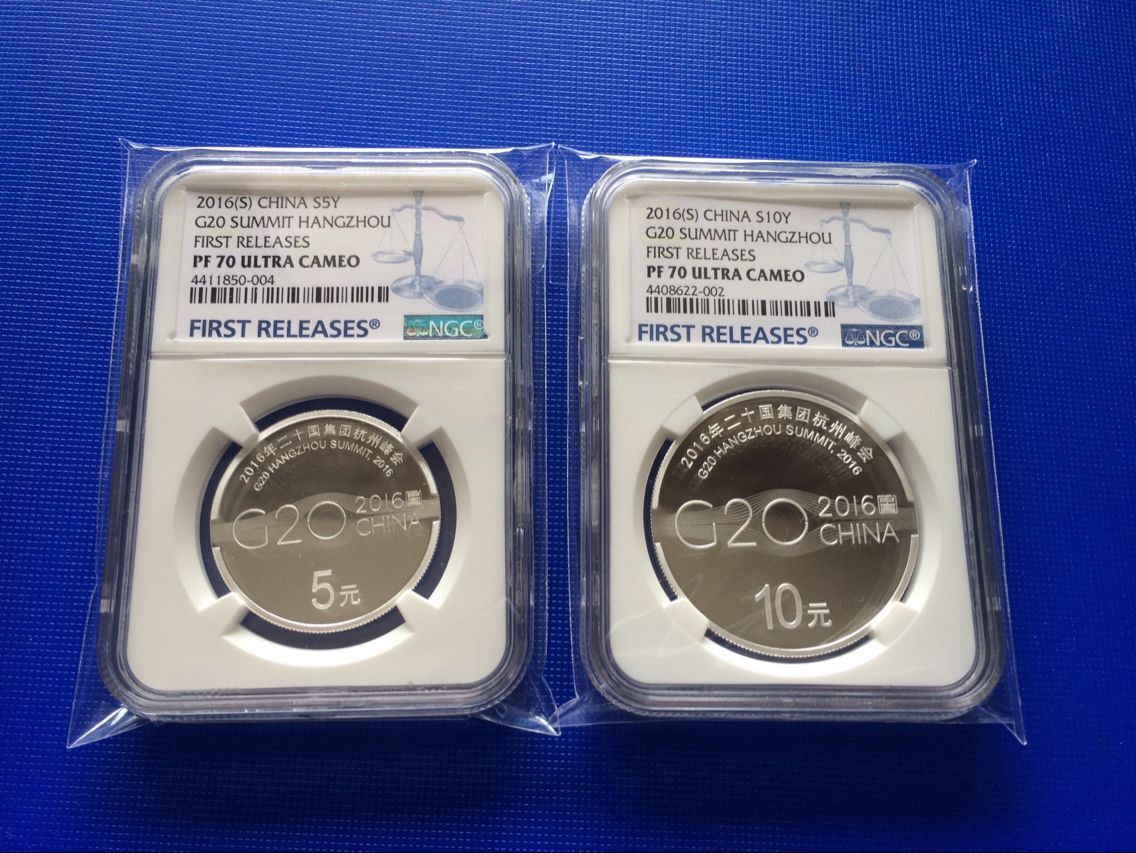 2016(S) CHINA S5Y
G20 SUMMIT HANGZHOU
FIRST RELEASES
PF 70 ULTRA CAMEO
4411850-004
FIRST RELEASES®
NGC®
2016年二十国集团杭州峰会
G20 HANGZHOU SUMMIT, 2016
G20
2016
CHINA
5元
2016(S) CHINA S10Y
G20 SUMMIT HANGZHOU
FIRST RELEASES
PF 70 ULTRA CAMEO
4408622-002
FIRST RELEASES®
NGC®
2016年二十国集团杭州峰会
G20 HANGZHOU SUMMIT, 2016
G20
2016
CHINA
10元